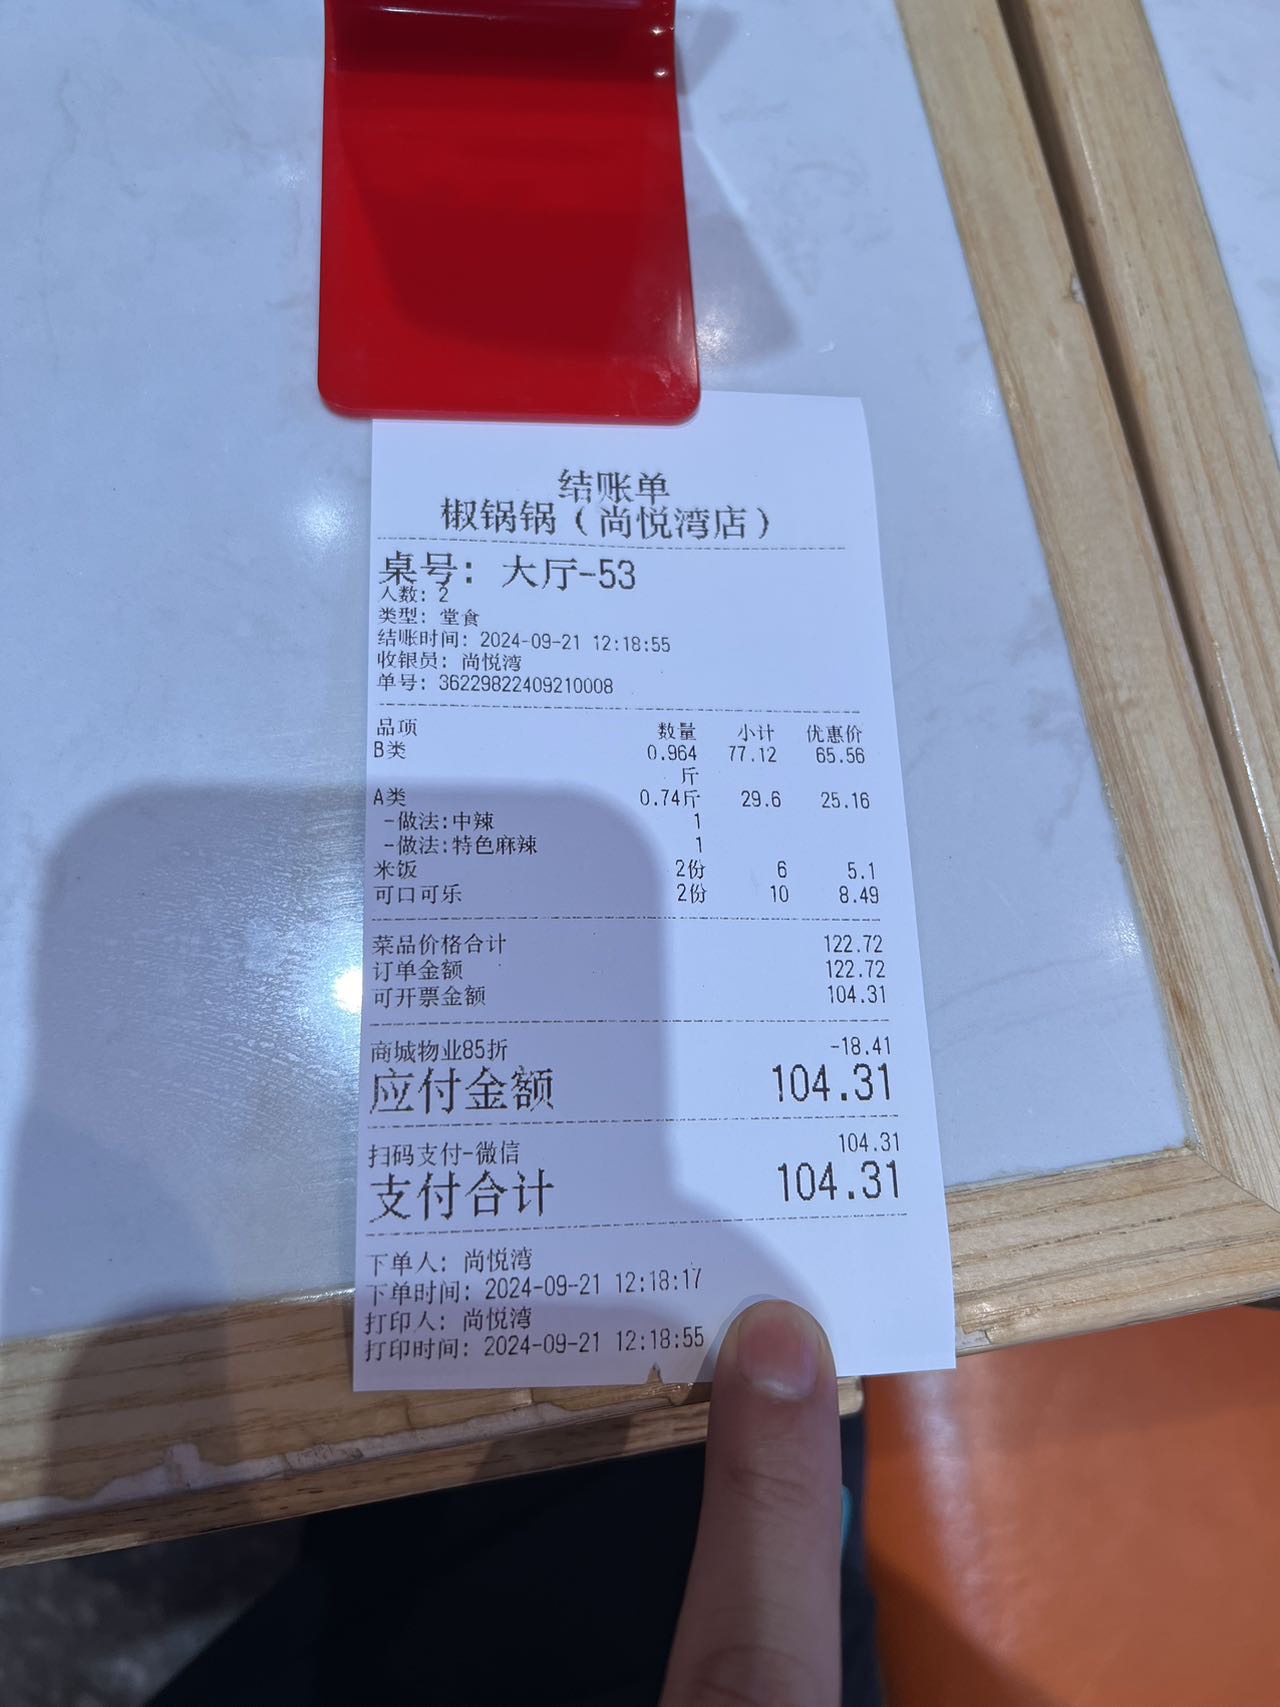 结账单
椒锅锅（尚悦湾店）
桌号：大厅-53
人数：2
类型：堂食
结账时间：2024-09-21 12:18:55
收银员：尚悦湾
单号：36229822409210008
品项 数量 小计 优惠价
B类 0.964 77.12 65.56
斤
A类 0.74斤 29.6 25.16
-做法:中辣 1
-做法:特色麻辣 1
米饭 2份 6 5.1
可口可乐 2份 10 8.49
菜品价格合计 122.72
订单金额 122.72
可开票金额 104.31
商城物业85折 -18.41
应付金额 104.31
扫码支付-微信 104.31
支付合计 104.31
下单人：尚悦湾
下单时间：2024-09-21 12:18:17
打印人：尚悦湾
打印时间：2024-09-21 12:18:55